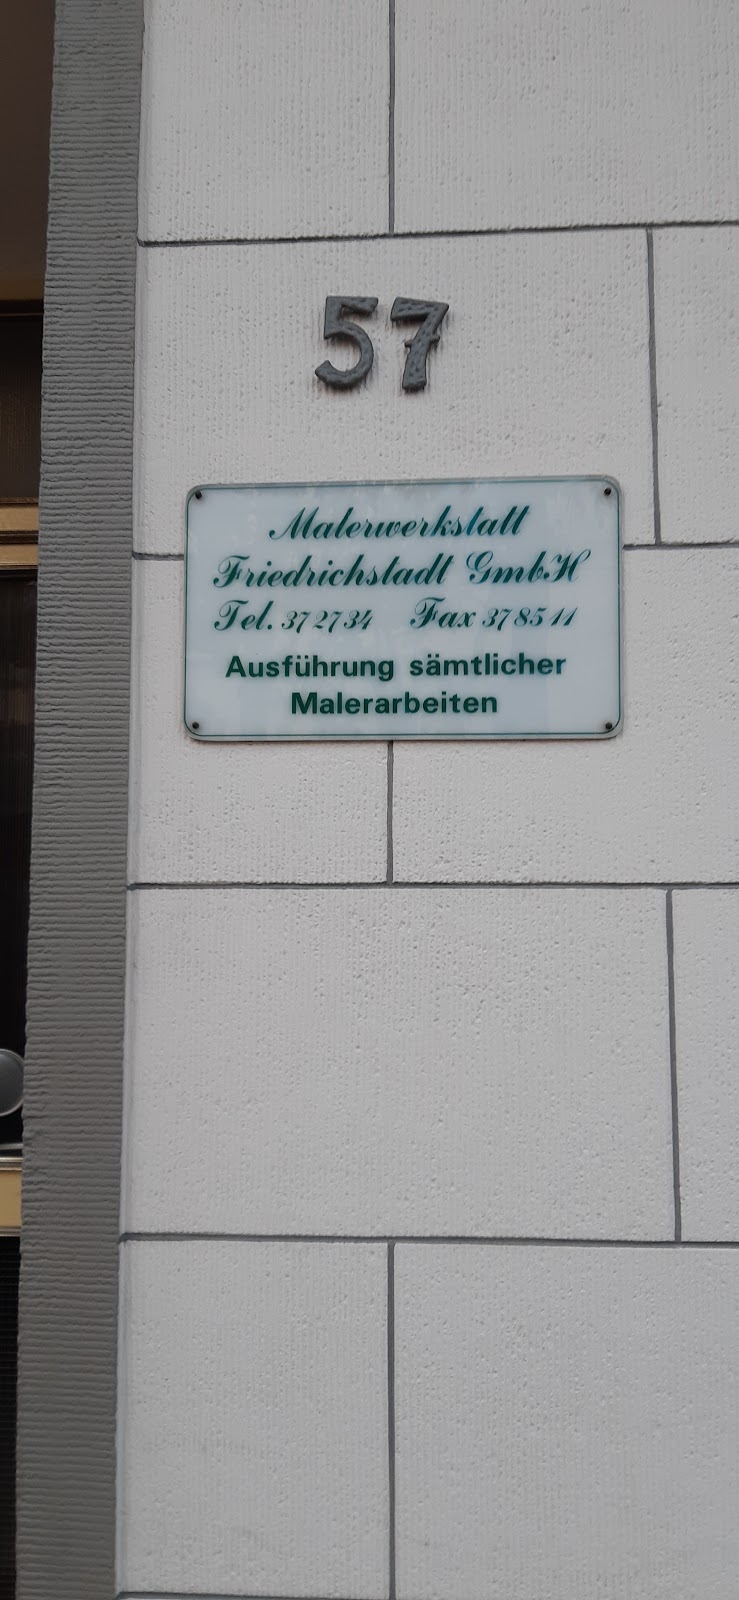 57
Malerwerkstatt
Friedrichstadt GmbH
Tel. 37 27 34 Fax 37 85 11
Ausführung sämtlicher
Malerarbeiten